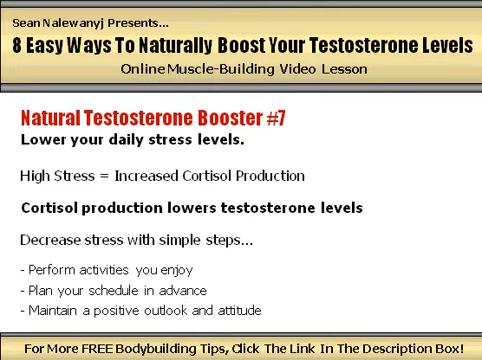 Sean Nalewanyj Presents...
8 Easy Ways To Naturally Boost Your Testosterone Levels
Online Muscle-Building Video Lesson
Natural Testosterone Booster #7
Lower your daily stress levels.
High Stress = Increased Cortisol Production
Cortisol production lowers testosterone levels
Decrease stress with simple steps...
- Perform activities you enjoy
- Plan your schedule in advance
- Maintain a positive outlook and attitude
For More FREE Bodybuilding Tips, Click The Link In The Description Box!